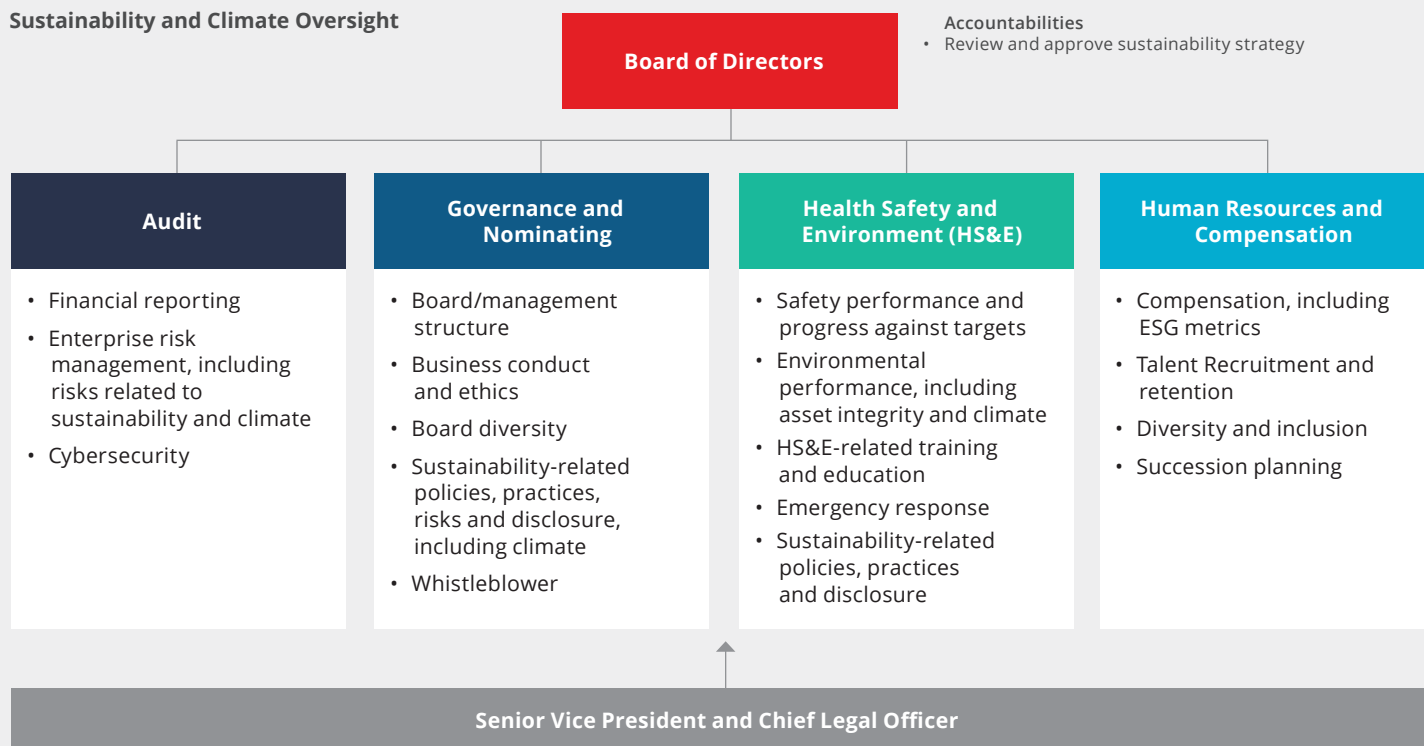 Sustainability and Climate Oversight
Board of Directors
Accountabilities
• Review and approve sustainability strategy
Audit
• Financial reporting
• Enterprise risk
management, including
risks related to
sustainability and climate
• Cybersecurity
Governance and
Nominating
• Board/management
structure
• Business conduct
and ethics
• Board diversity
• Sustainability-related
policies, practices,
risks and disclosure,
including climate
• Whistleblower
Health Safety and
Environment (HS&E)
• Safety performance and
progress against targets
• Environmental
performance, including
asset integrity and climate
• HS&E-related training
and education
• Emergency response
• Sustainability-related
policies, practices
and disclosure
Human Resources and
Compensation
• Compensation, including
ESG metrics
• Talent Recruitment and
retention
• Diversity and inclusion
• Succession planning
Senior Vice President and Chief Legal Officer